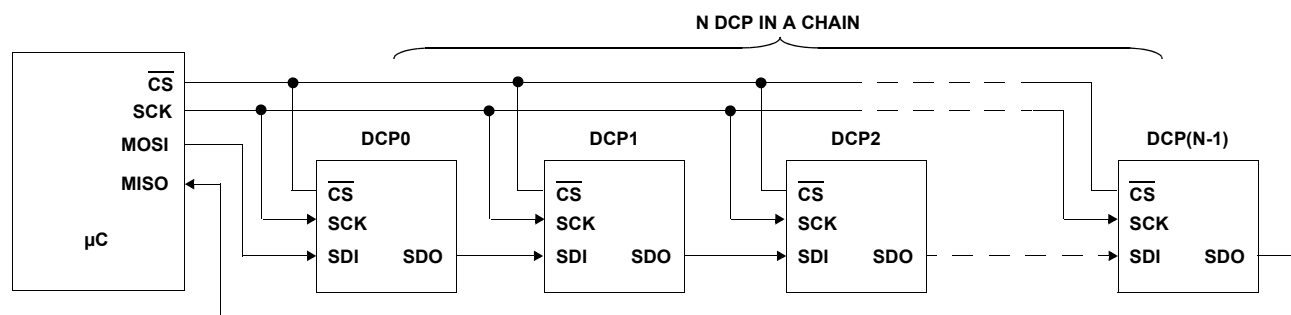 N DCP IN A CHAIN
CS
SCK
MOSI
MISO
µC
DCP0
CS
SCK
SDI SDO
DCP1
CS
SCK
SDI SDO
DCP2
CS
SCK
SDI SDO
DCP(N-1)
CS
SCK
SDI SDO